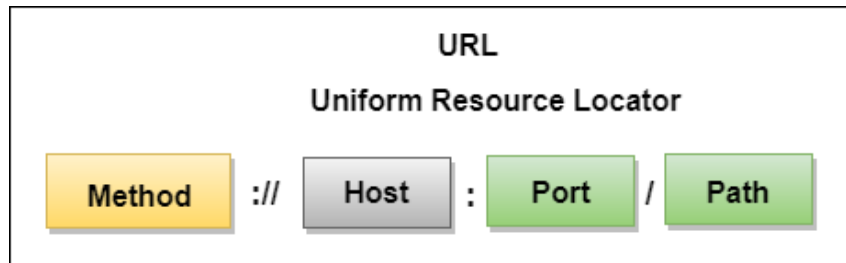 URL
Uniform Resource Locator
Method :// Host : Port / Path